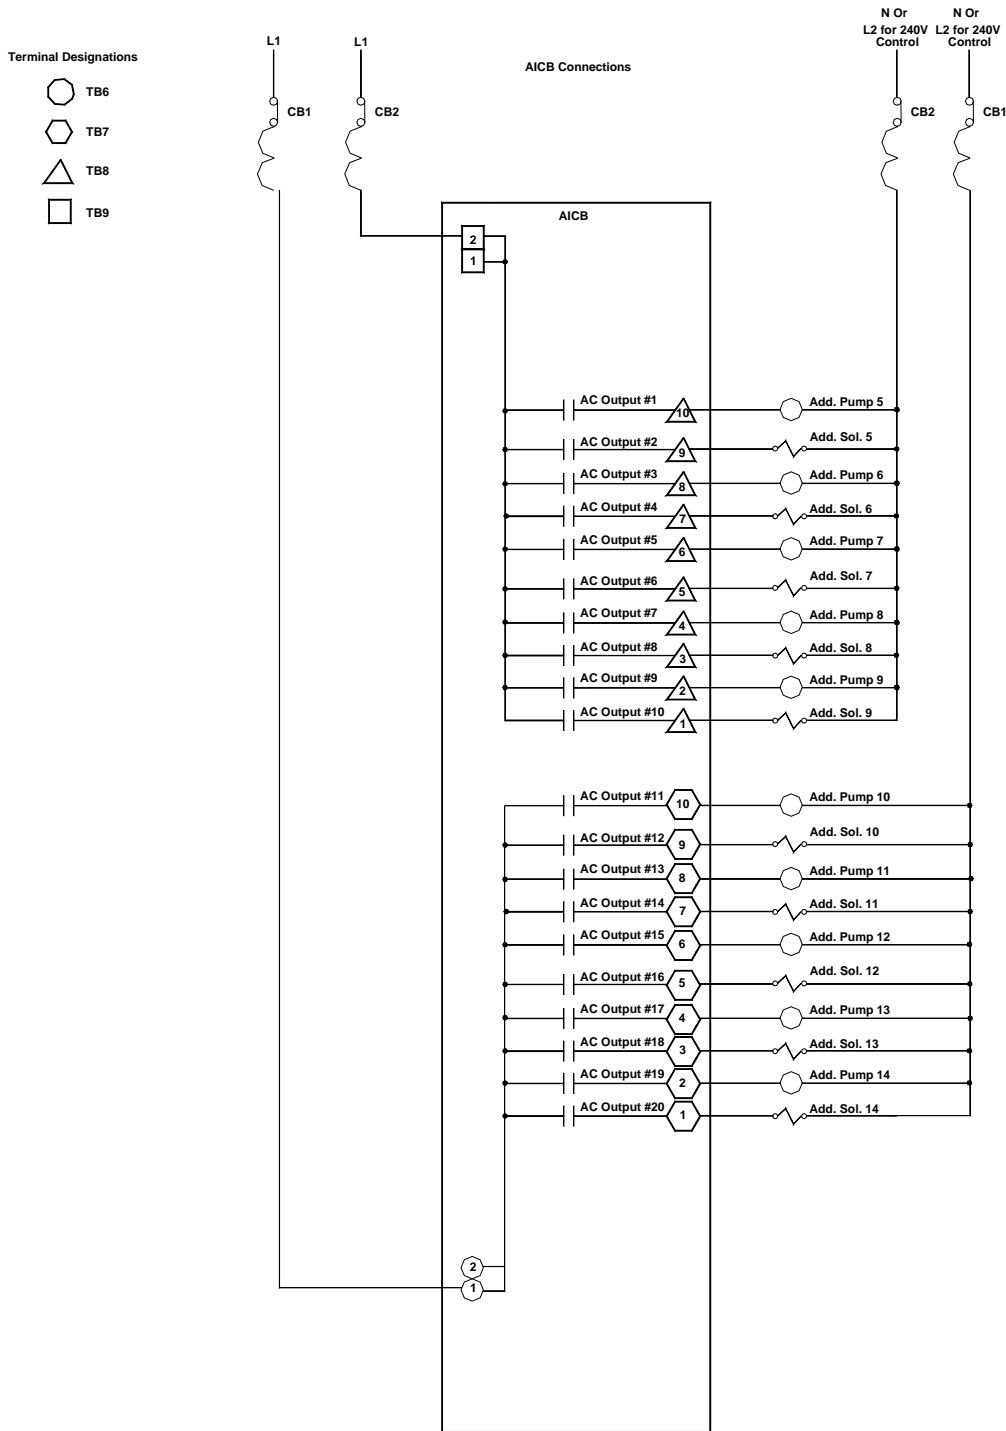 N Or
L2 for 240V
Control
N Or
L2 for 240V
Control
L1
L1
Terminal Designations
AICB Connections
TB6
TB7
TB8
TB9
CB1
CB2
CB2
CB1
AICB
2
1
AC Output #1
10
Add. Pump 5
AC Output #2
9
Add. Sol. 5
AC Output #3
8
Add. Pump 6
AC Output #4
7
Add. Sol. 6
AC Output #5
6
Add. Pump 7
AC Output #6
5
Add. Sol. 7
AC Output #7
4
Add. Pump 8
AC Output #8
3
Add. Sol. 8
AC Output #9
2
Add. Pump 9
AC Output #10
1
Add. Sol. 9
AC Output #11
10
Add. Pump 10
AC Output #12
9
Add. Sol. 10
AC Output #13
8
Add. Pump 11
AC Output #14
7
Add. Sol. 11
AC Output #15
6
Add. Pump 12
AC Output #16
5
Add. Sol. 12
AC Output #17
4
Add. Pump 13
AC Output #18
3
Add. Sol. 13
AC Output #19
2
Add. Pump 14
AC Output #20
1
Add. Sol. 14
2
1